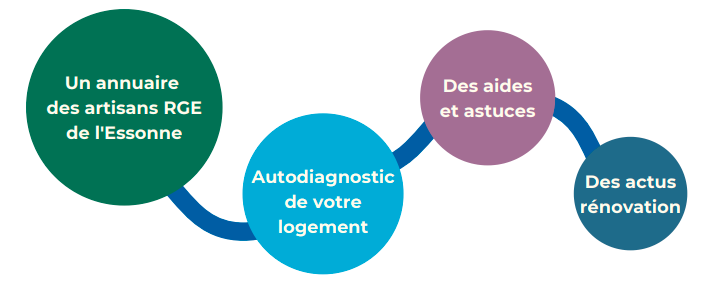 Un annuaire
des artisans RGE
de l'Essonne
Autodiagnostic
de votre
logement
Des aides
et astuces
Des actus
rénovation